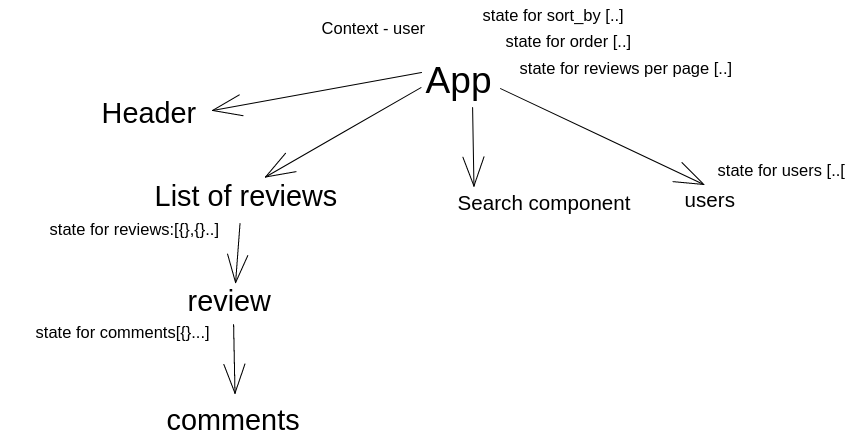 state for sort_by [..]
Context - user
state for order [..]
state for reviews per page [..]
App
Header
state for users [..[
List of reviews
Search component
users
state for reviews:[{},{}..]
review
state for comments[{}...]
comments